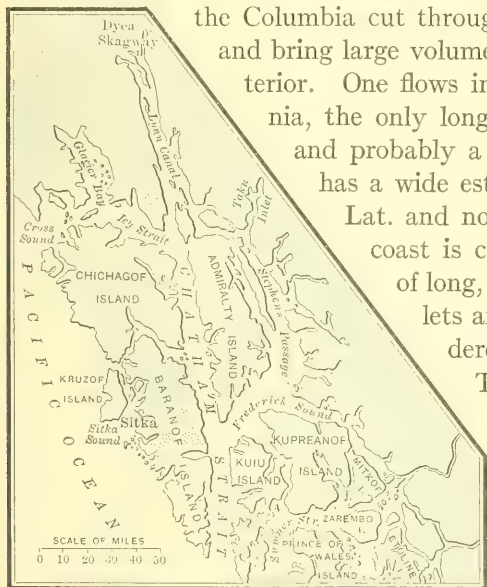 the Columbia cut throug
and bring large volume
terior. One flows in
nia, the only long
and probably a
has a wide est
Lat. and no
coast is c
of long,
lets a
dere
T
Dyea
Skagway
Lynn Canal
Glacier
Bay
Taku
Inlet
Cross
Sound
Icy Strait
CHICHAGOF
ISLAND
ADMIRALTY
ISLAND
Stephens Passage
CHATHAM STRAIT
PACIFIC OCEAN
KRUZOF
ISLAND
BARANOF
ISLAND
Sitka
Sitka
Sound
Frederick Sound
KUPREANOF
ISLAND
KUIU
ISLAND
MITKOF
Sumner Str.
ZAREMBO
PRINCE OF
WALES
ISLAND
SCALE OF MILES
0 10 20 30 40 50